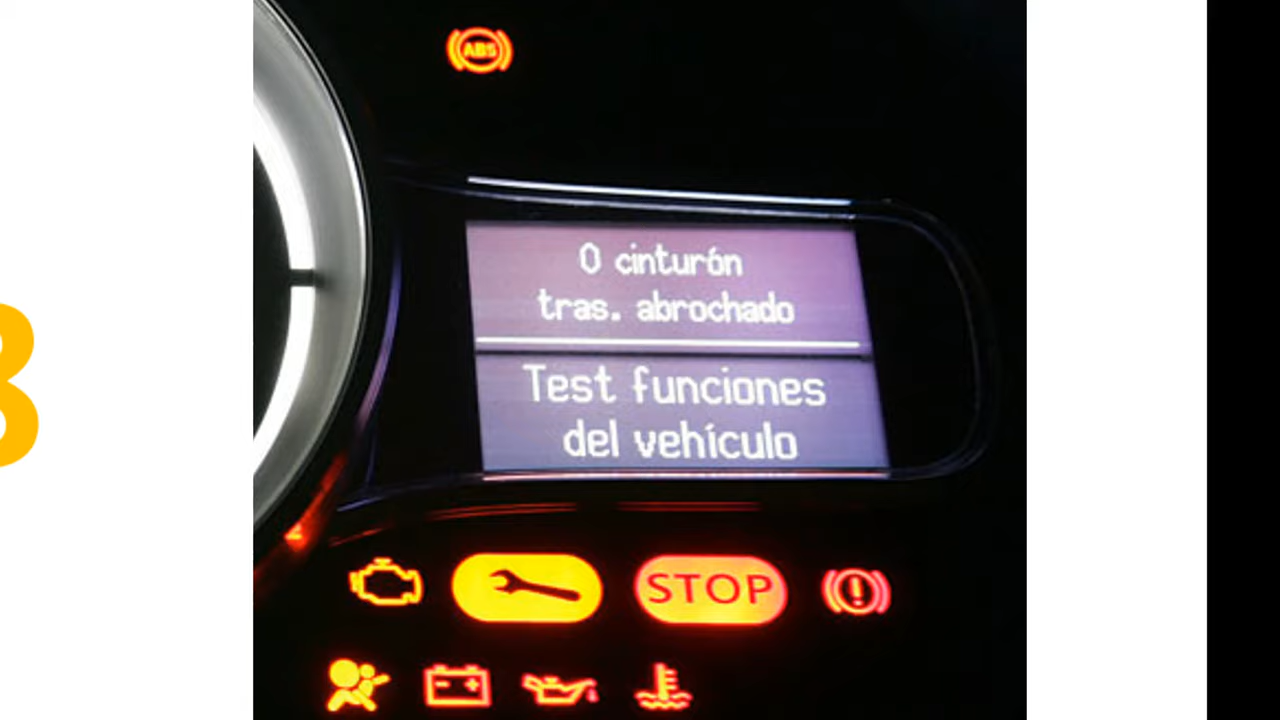 ABS
0 cinturón
tras. abrochado
Test funciones
del vehículo
STOP